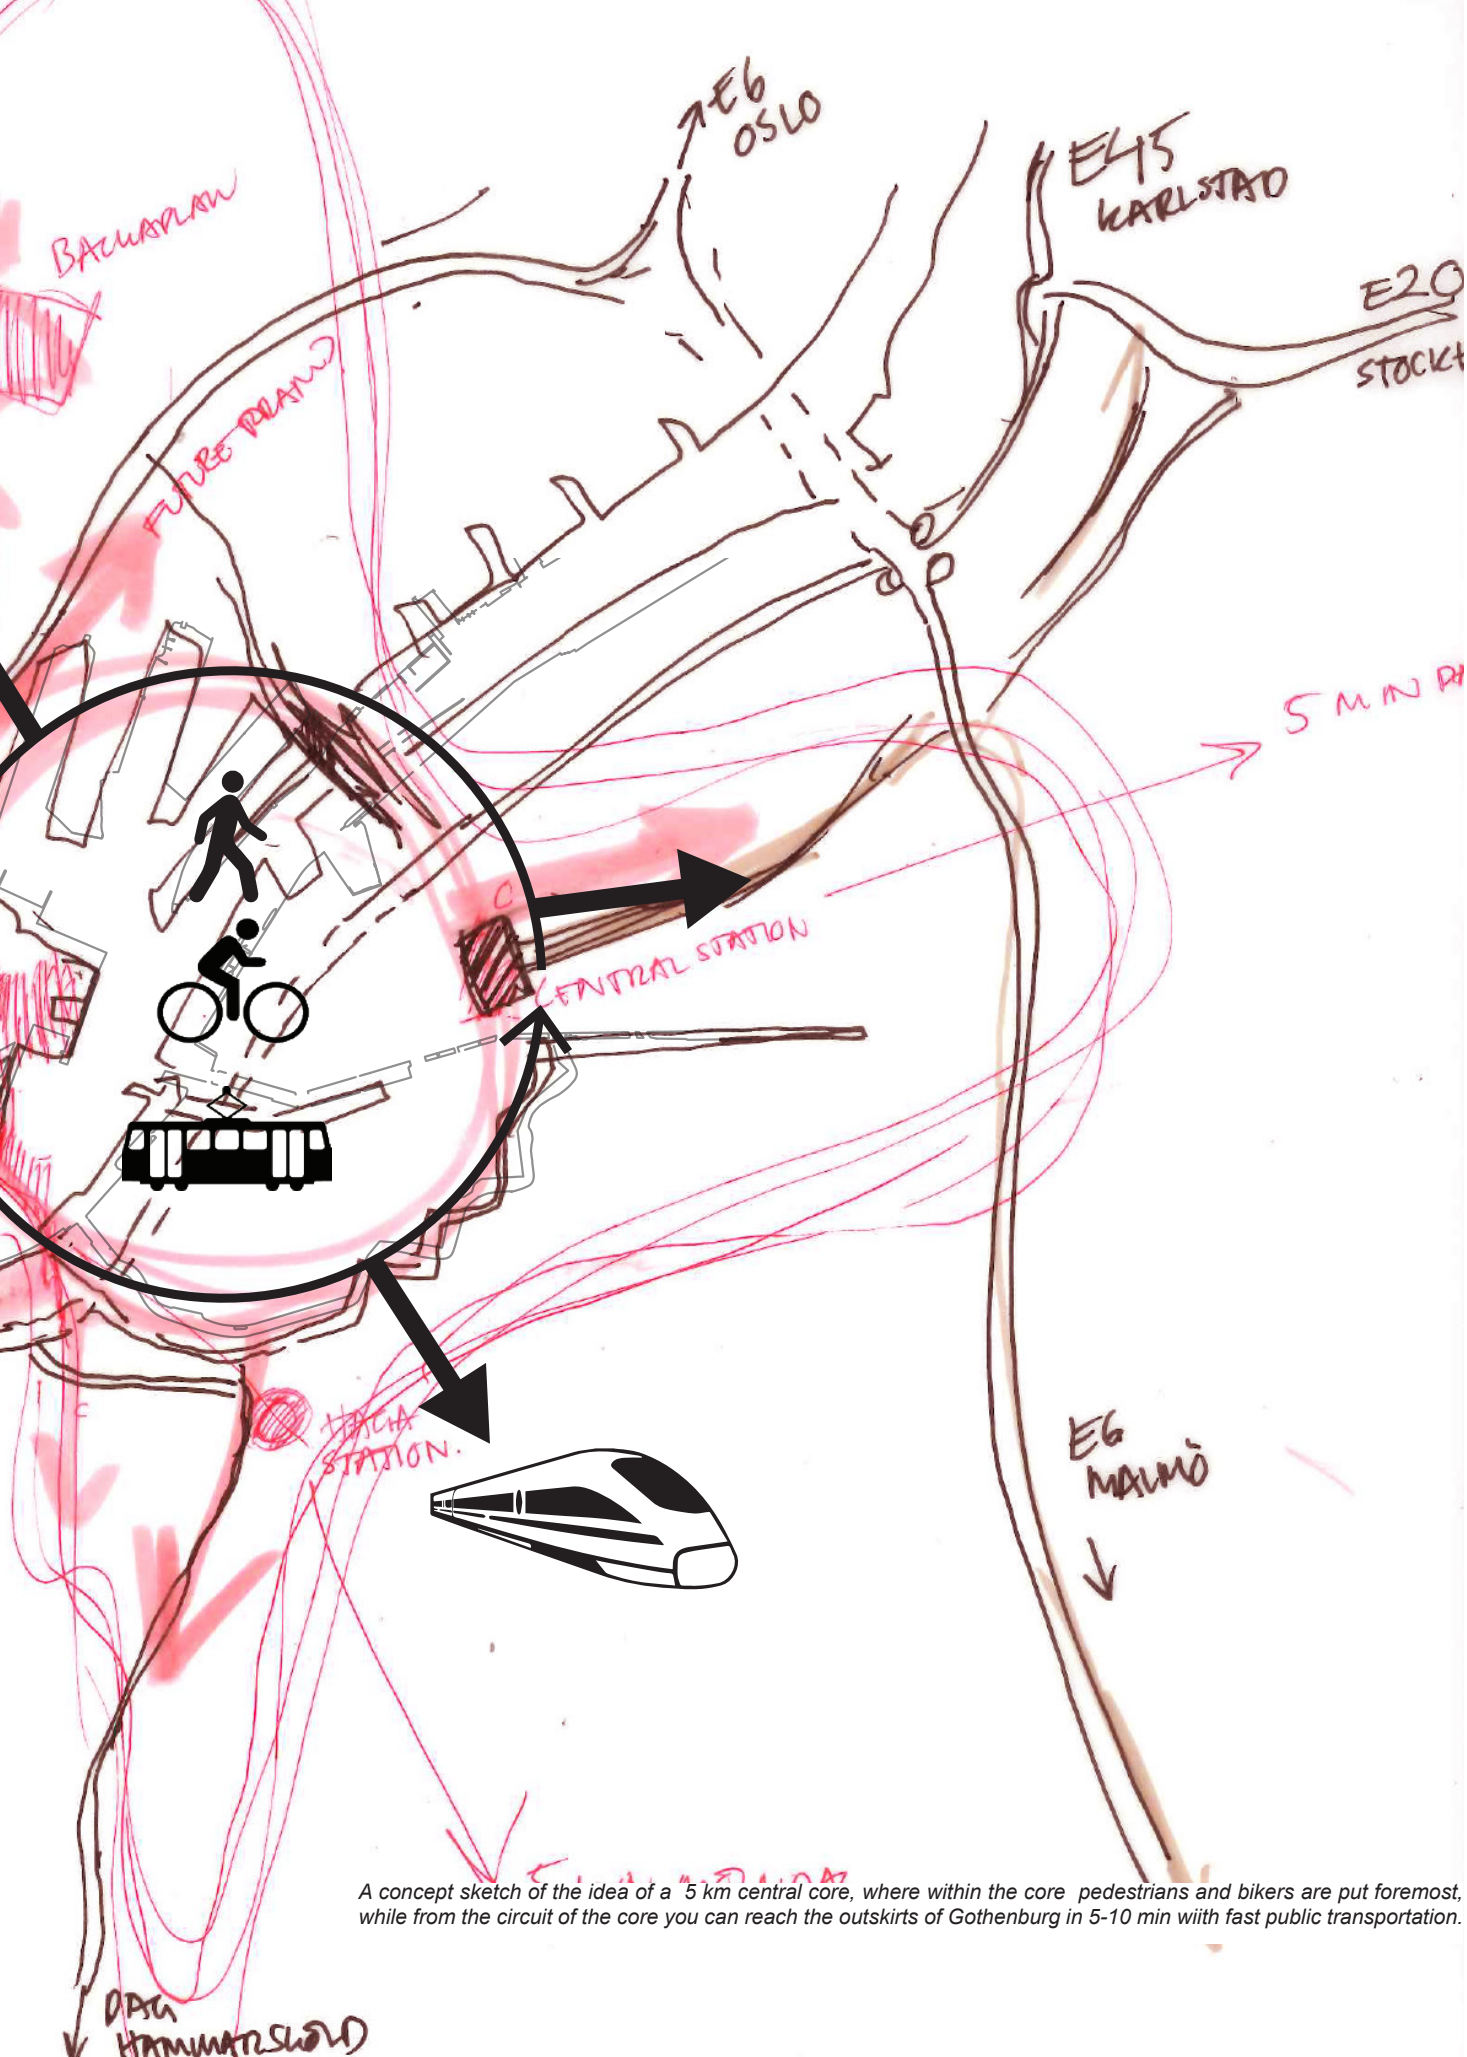 E6
OSLO
E45
KARLSTAD
BACKAPLAN
E20
FUTURE
5 MIN
C
CENTRAL STATION
C
HAGA
STATION.
E6
MALMÖ
A concept sketch of the idea of a 5 km central core, where within the core pedestrians and bikers are put foremost,
while from the circuit of the core you can reach the outskirts of Gothenburg in 5-10 min wiith fast public transportation.
DAG
HAMMARSKÖLD